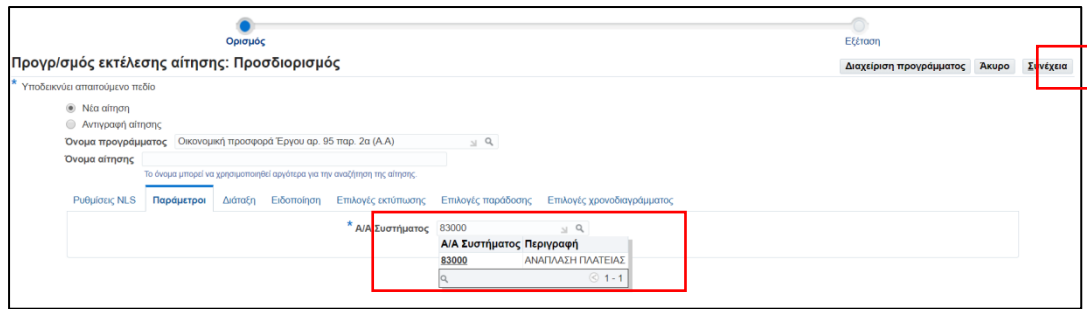 Ορισμός Εξέταση
Προγρ/σμός εκτέλεσης αίτησης: Προσδιορισμός Διαχείριση προγράμματος Άκυρο Συνέχεια
* Υποδεικνύει απαιτούμενο πεδίο
Νέα αίτηση
Αντιγραφή αίτησης
Όνομα προγράμματος Οικονομική προσφορά Έργου αρ. 95 παρ. 2α (Α.Α)
Όνομα αίτησης
Το όνομα μπορεί να χρησιμοποιηθεί αργότερα για την αναζήτηση της αίτησης.
Ρυθμίσεις NLS Παράμετροι Διάταξη Ειδοποίηση Επιλογές εκτύπωσης Επιλογές παράδοσης Επιλογές χρονοδιαγράμματος
* Α/Α Συστήματος 83000
Α/Α Συστήματος Περιγραφή
83000 ΑΝΑΠΛΑΣΗ ΠΛΑΤΕΙΑΣ
1 - 1